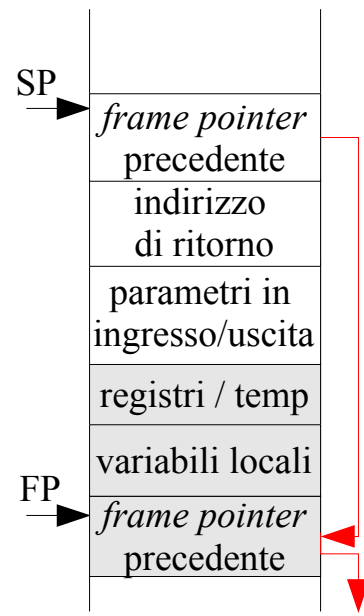 SP
frame pointer
precedente
indirizzo
di ritorno
parametri in
ingresso/uscita
registri / temp
variabili locali
FP
frame pointer
precedente